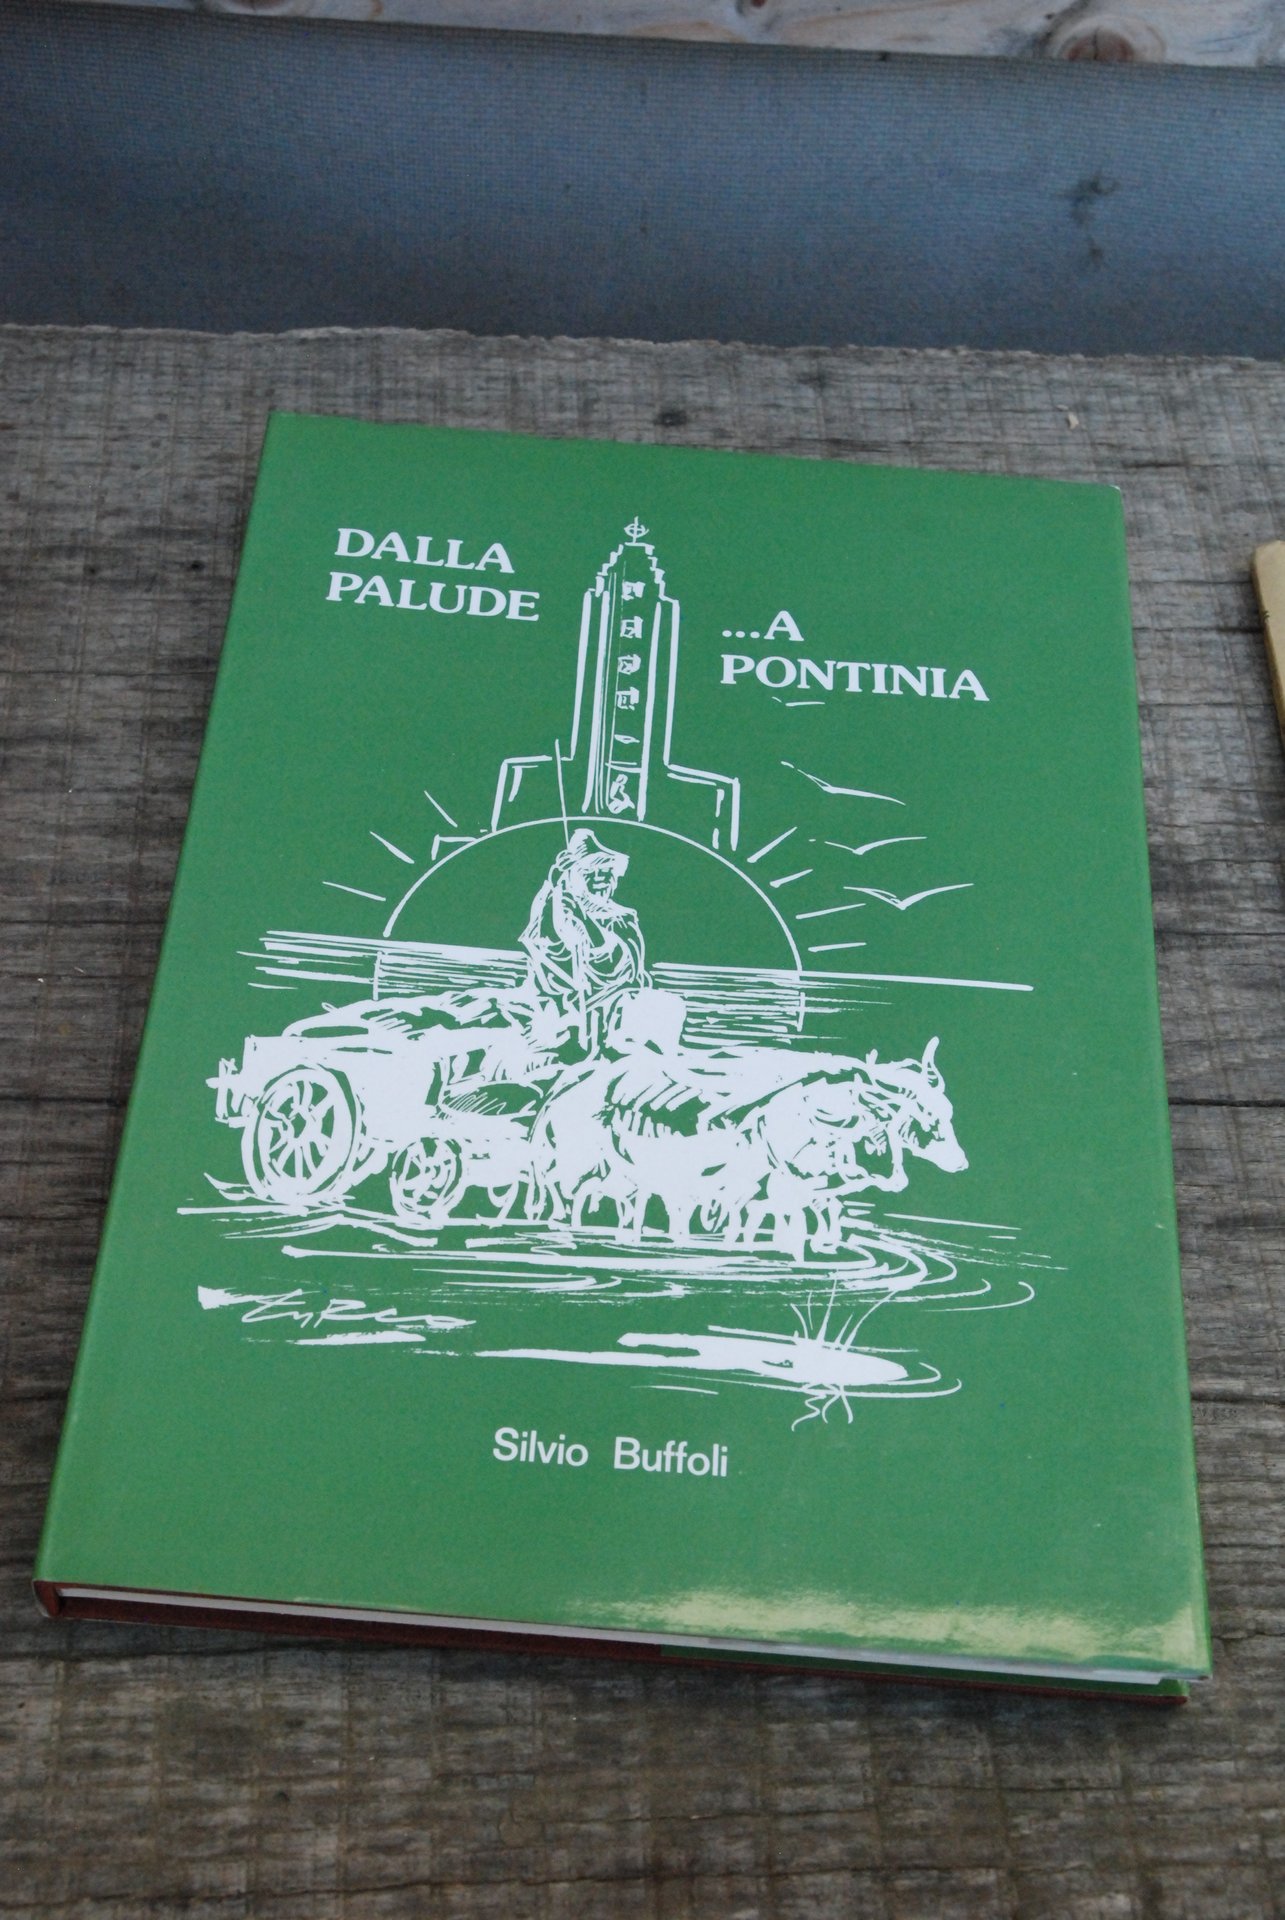 DALLA
PALUDE
...A
PONTINIA
Silvio Buffoli